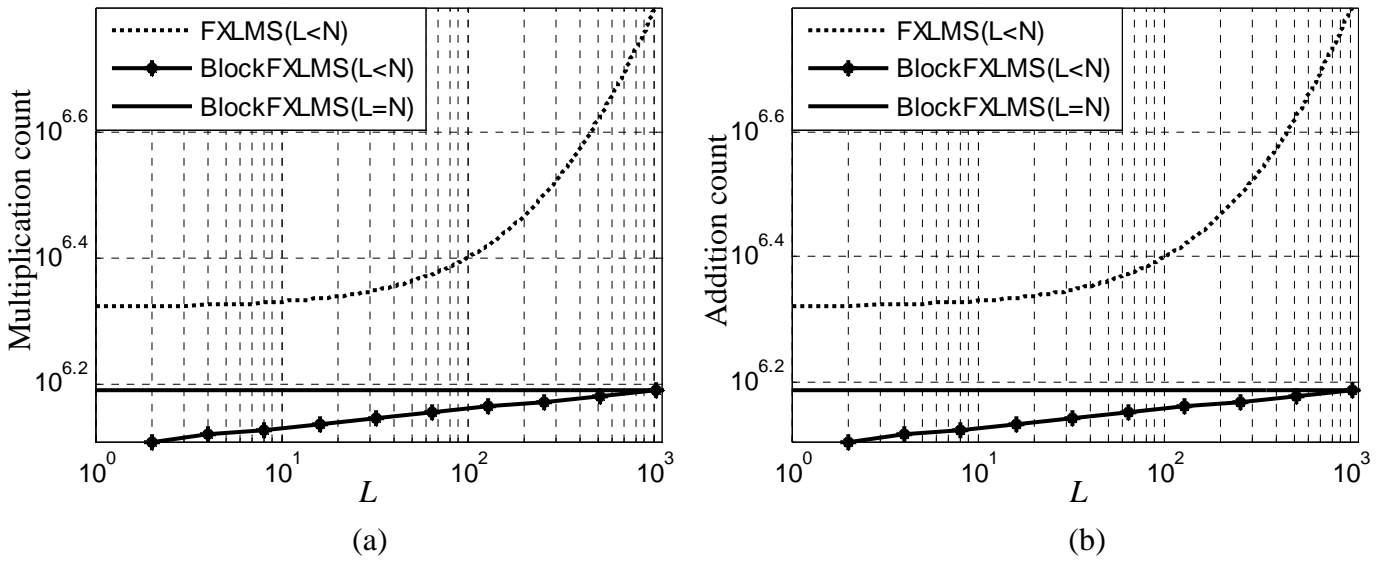 FXLMS(L<N)
BlockFXLMS(L<N)
BlockFXLMS(L=N)
Multiplication count
10^6.6
10^6.4
10^6.2
10^0
10^1
10^2
10^3
L
(a)
FXLMS(L<N)
BlockFXLMS(L<N)
BlockFXLMS(L=N)
Addition count
10^6.6
10^6.4
10^6.2
10^0
10^1
10^2
10^3
L
(b)